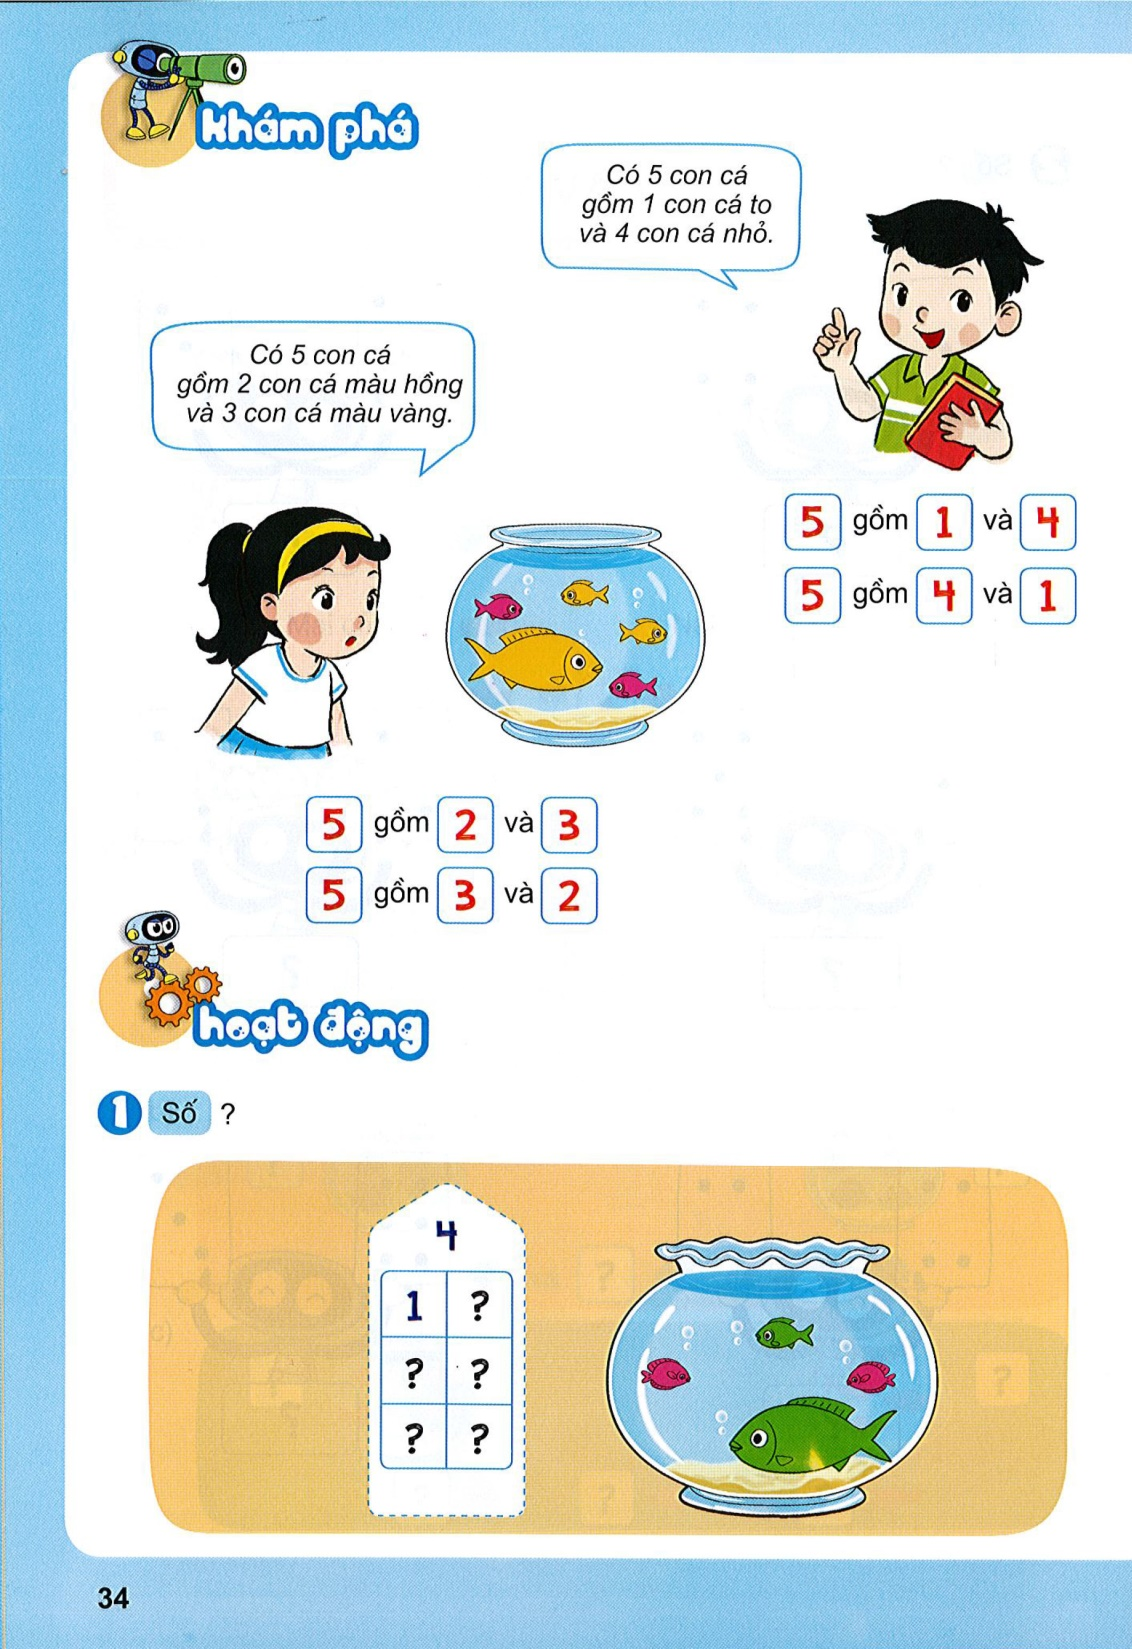 Khám phá
Có 5 con cá
gồm 1 con cá to
và 4 con cá nhỏ.
Có 5 con cá
gồm 2 con cá màu hồng
và 3 con cá màu vàng.
5 gồm 1 và 4
5 gồm 4 và 1
5 gồm 2 và 3
5 gồm 3 và 2
hoạt động
1 Số ?
4
1 ?
? ?
? ?
34